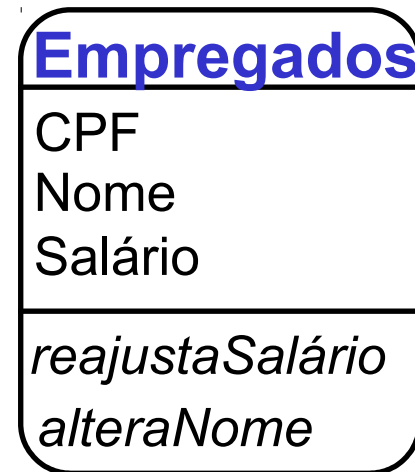 Empregados
CPF
Nome
Salário
reajustaSalário
alteraNome